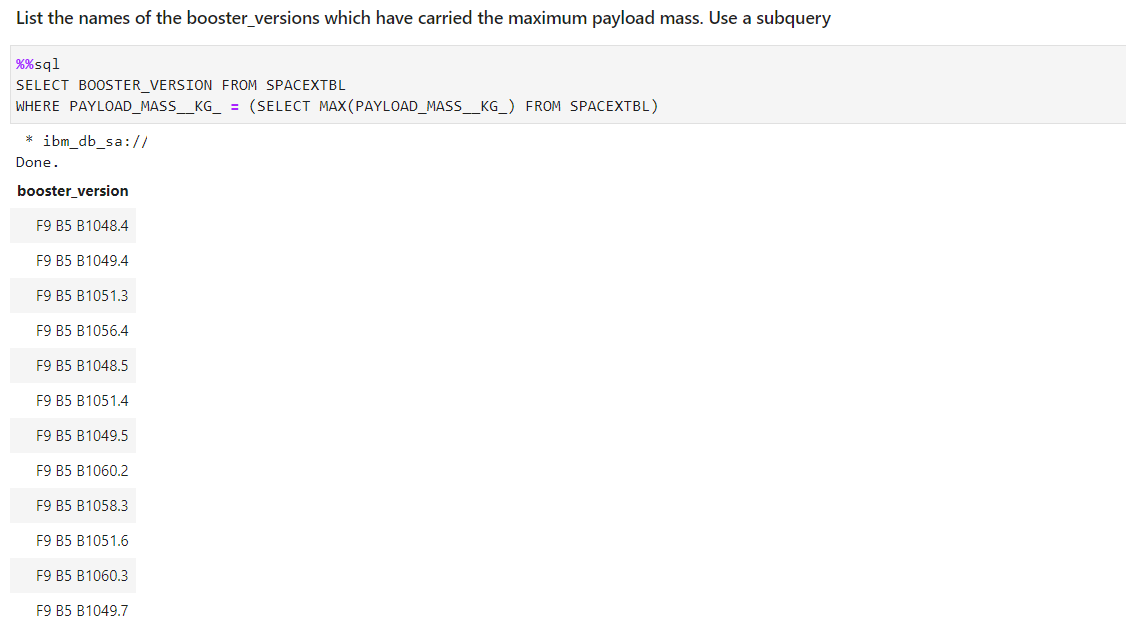 List the names of the booster_versions which have carried the maximum payload mass. Use a subquery
%%sql
SELECT BOOSTER_VERSION FROM SPACEXTBL
WHERE PAYLOAD_MASS__KG_ = (SELECT MAX(PAYLOAD_MASS__KG_) FROM SPACEXTBL)
* ibm_db_sa://
Done.
booster_version
F9 B5 B1048.4
F9 B5 B1049.4
F9 B5 B1051.3
F9 B5 B1056.4
F9 B5 B1048.5
F9 B5 B1051.4
F9 B5 B1049.5
F9 B5 B1060.2
F9 B5 B1058.3
F9 B5 B1051.6
F9 B5 B1060.3
F9 B5 B1049.7